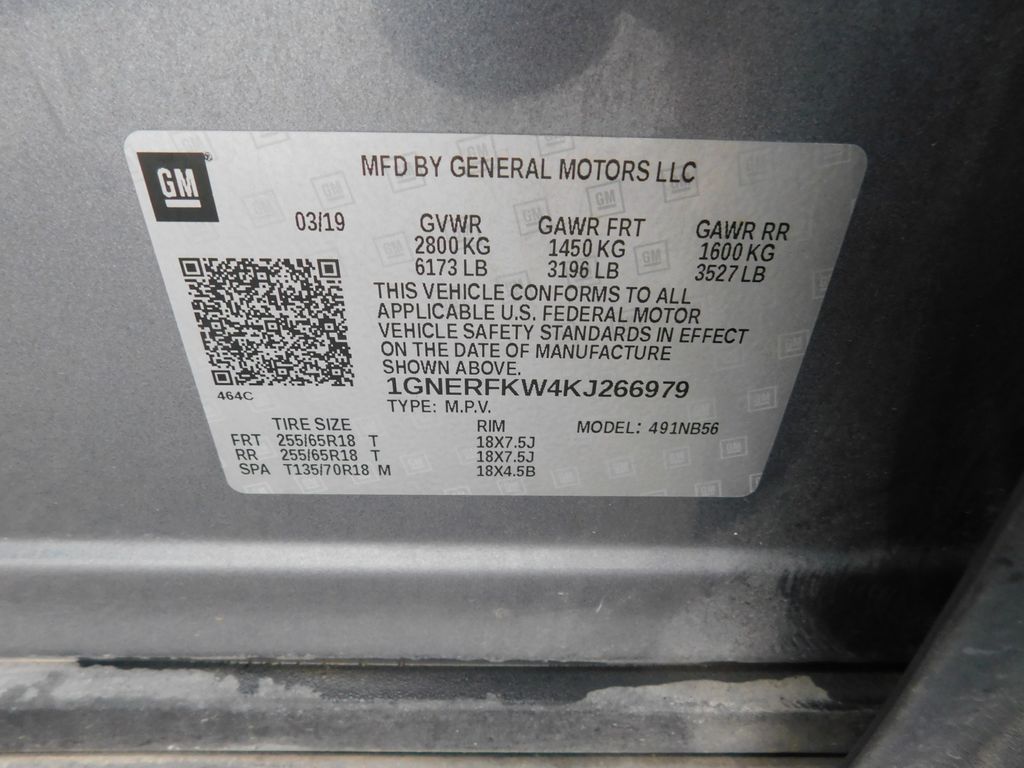 GM
MFD BY GENERAL MOTORS LLC
03/19 GVWR GAWR FRT GAWR RR
2800 KG 1450 KG 1600 KG
6173 LB 3196 LB 3527 LB
THIS VEHICLE CONFORMS TO ALL
APPLICABLE U.S. FEDERAL MOTOR
VEHICLE SAFETY STANDARDS IN EFFECT
ON THE DATE OF MANUFACTURE
SHOWN ABOVE.
464C
1GNERFKW4KJ266979
TYPE: M.P.V.
TIRE SIZE RIM MODEL: 491NB56
FRT 255/65R18 T 18X7.5J
RR 255/65R18 T 18X7.5J
SPA T135/70R18 M 18X4.5B